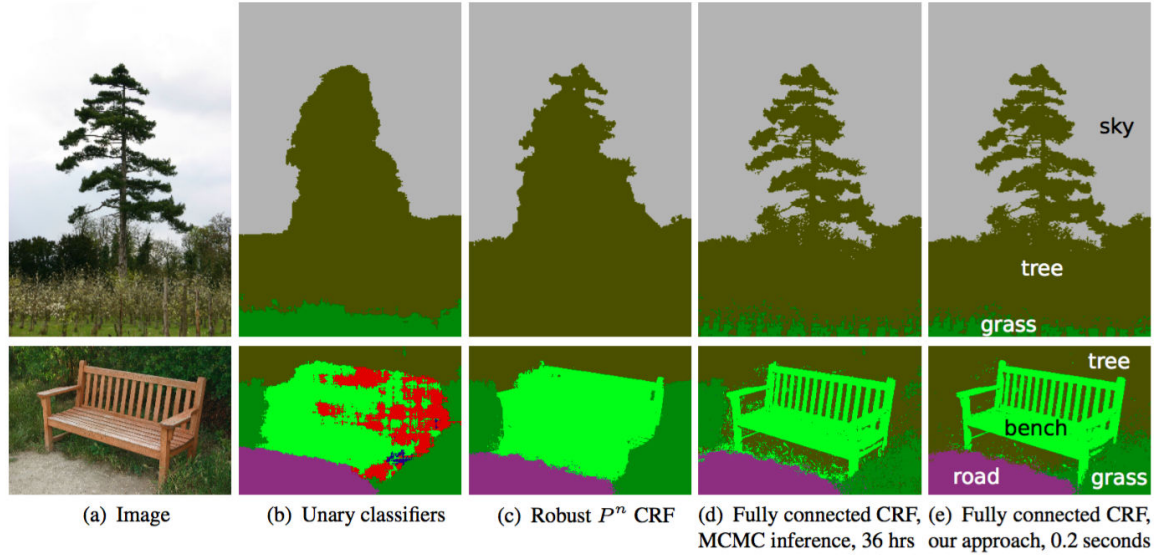 sky
tree
grass
tree
bench
road
grass
(a) Image
(b) Unary classifiers
(c) Robust Pⁿ CRF
(d) Fully connected CRF,
MCMC inference, 36 hrs
(e) Fully connected CRF,
our approach, 0.2 seconds